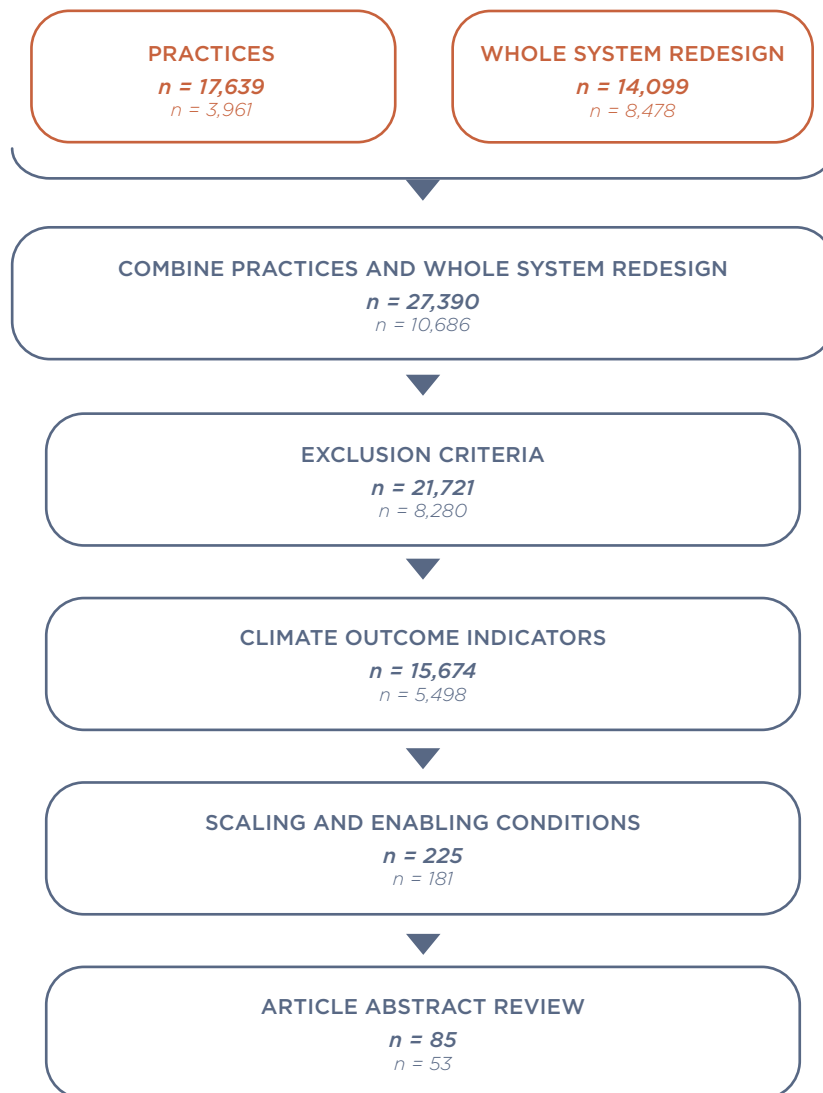 PRACTICES
n = 17,639
n = 3,961
WHOLE SYSTEM REDESIGN
n = 14,099
n = 8,478
COMBINE PRACTICES AND WHOLE SYSTEM REDESIGN
n = 27,390
n = 10,686
EXCLUSION CRITERIA
n = 21,721
n = 8,280
CLIMATE OUTCOME INDICATORS
n = 15,674
n = 5,498
SCALING AND ENABLING CONDITIONS
n = 225
n = 181
ARTICLE ABSTRACT REVIEW
n = 85
n = 53